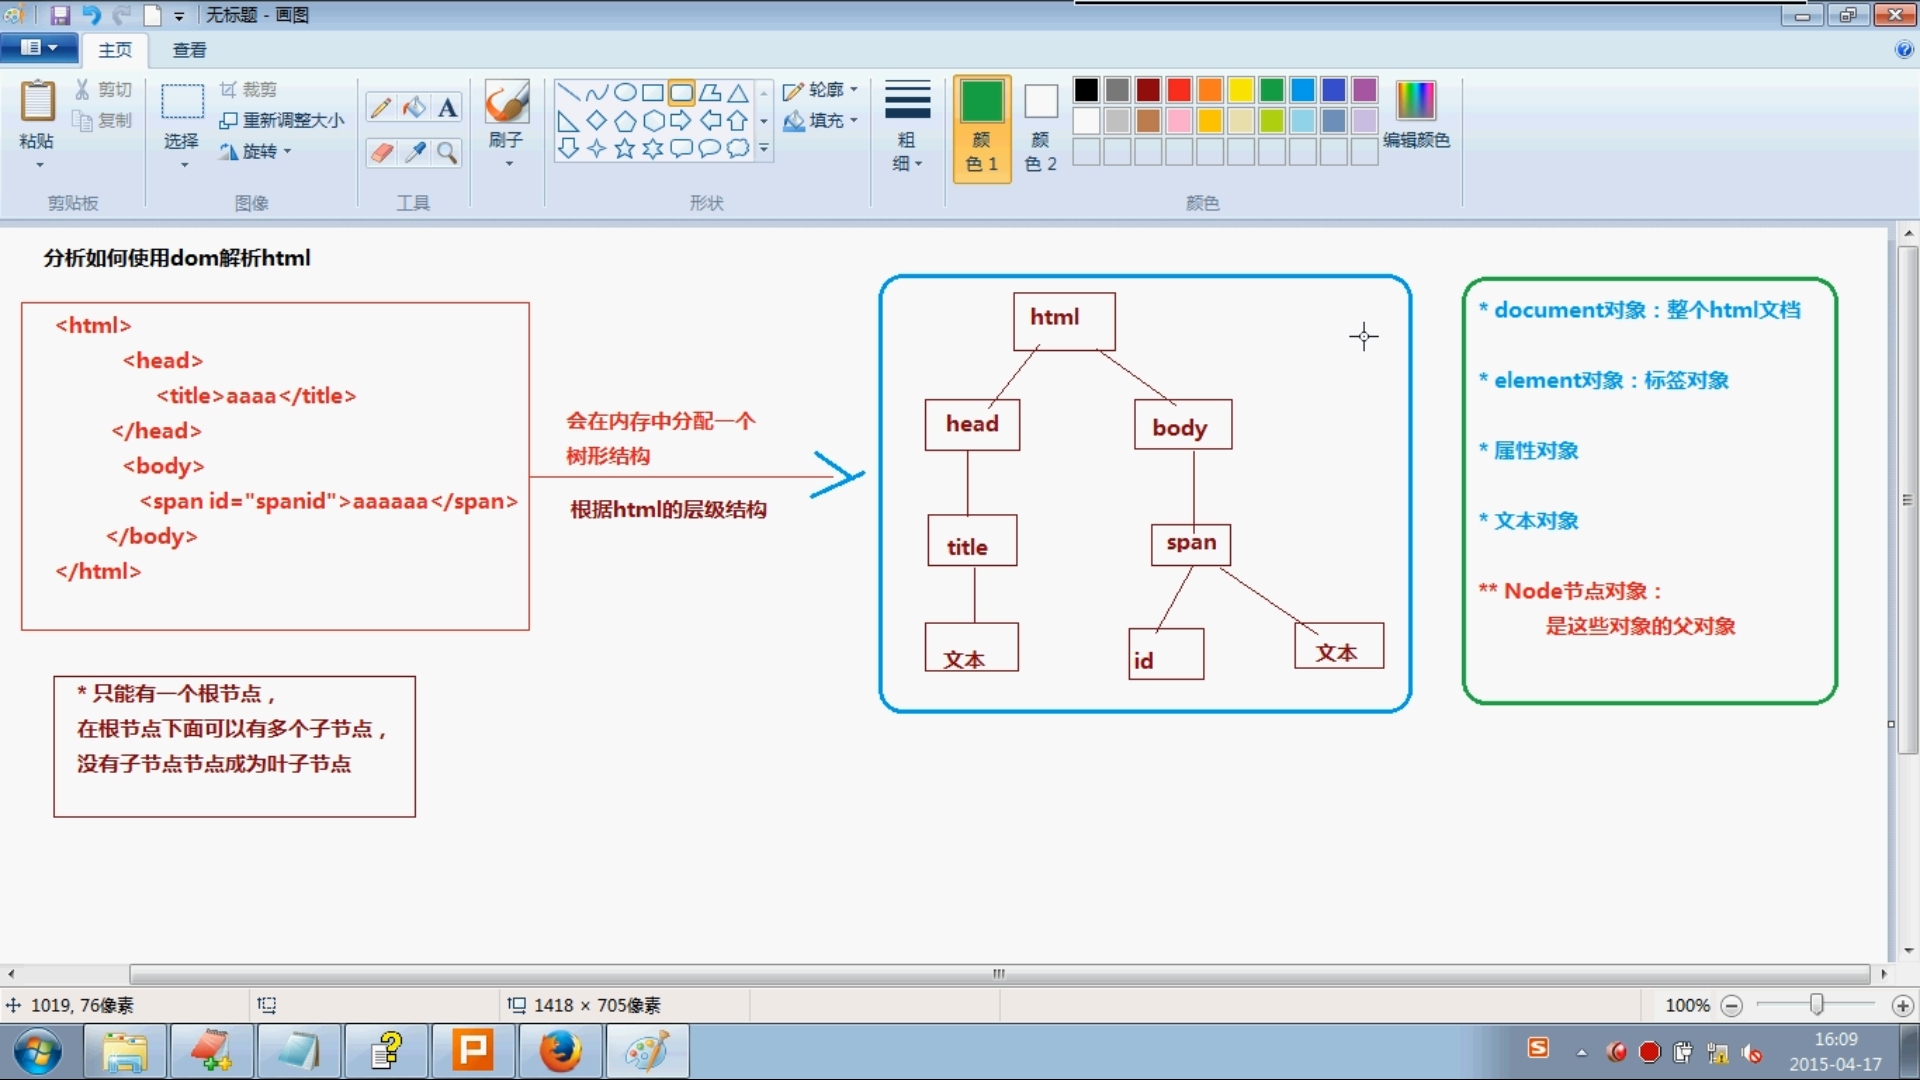 无标题 - 画图
主页
查看
粘贴
剪切
复制
剪贴板
选择
裁剪
重新调整大小
旋转
图像
A
工具
刷子
轮廓
填充
形状
粗
细
颜
色 1
颜
色 2
编辑颜色
颜色
分析如何使用dom解析html
<html>
<head>
<title>aaaa</title>
</head>
<body>
<span id="spanid">aaaaaa</span>
</body>
</html>
会在内存中分配一个
树形结构
根据html的层级结构
html
head
body
title
span
文本
id
文本
* document对象：整个html文档
* element对象：标签对象
* 属性对象
* 文本对象
** Node节点对象：
是这些对象的父对象
* 只能有一个根节点，
在根节点下面可以有多个子节点，
没有子节点节点成为叶子节点
1019, 76像素
1418 × 705像素
100%
16:09
2015-04-17